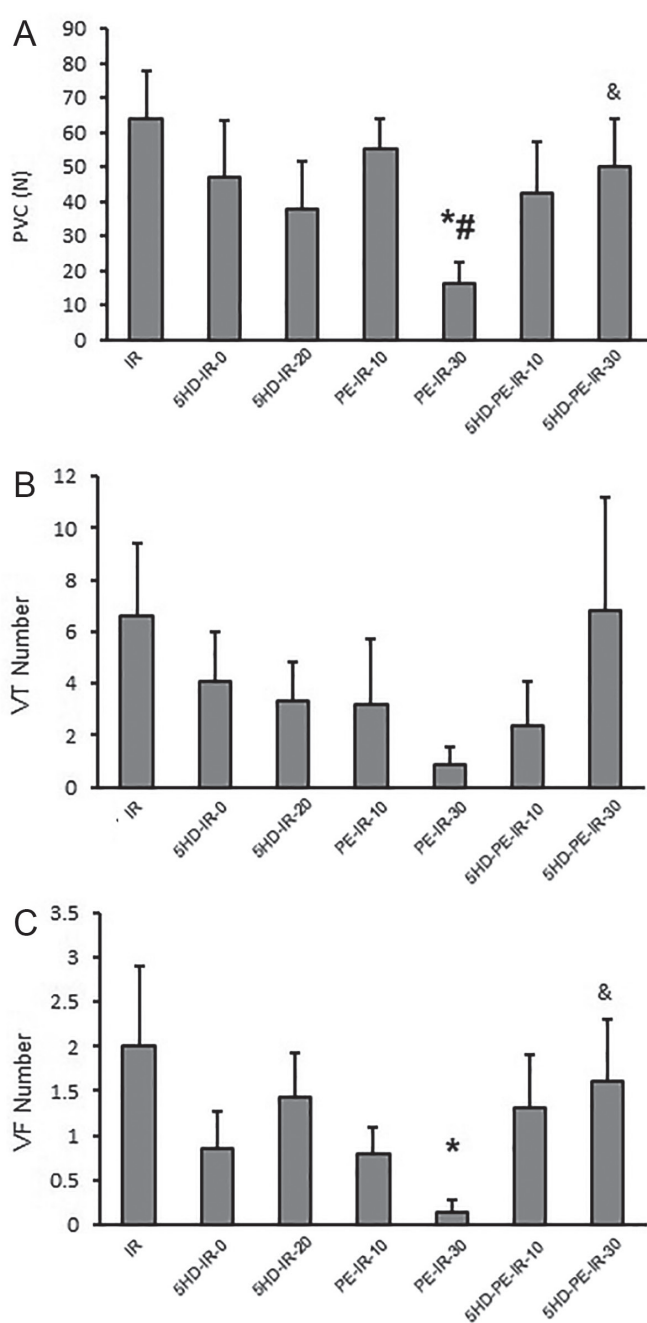 A
90
80
70
60
50
40
30
20
10
0
PVC (N)
*#
&
IR
5HD-IR-0
5HD-IR-20
PE-IR-10
PE-IR-30
5HD-PE-IR-10
5HD-PE-IR-30
B
12
10
8
6
4
2
0
VT Number
IR
5HD-IR-0
5HD-IR-20
PE-IR-10
PE-IR-30
5HD-PE-IR-10
5HD-PE-IR-30
C
3.5
3
2.5
2
1.5
1
0.5
0
VF Number
*
&
IR
5HD-IR-0
5HD-IR-20
PE-IR-10
PE-IR-30
5HD-PE-IR-10
5HD-PE-IR-30